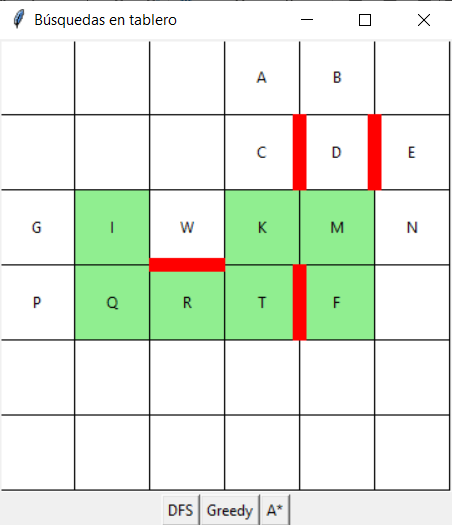 Búsquedas en tablero
A B
C D E
G I W K M N
P Q R T F
DFS Greedy A*